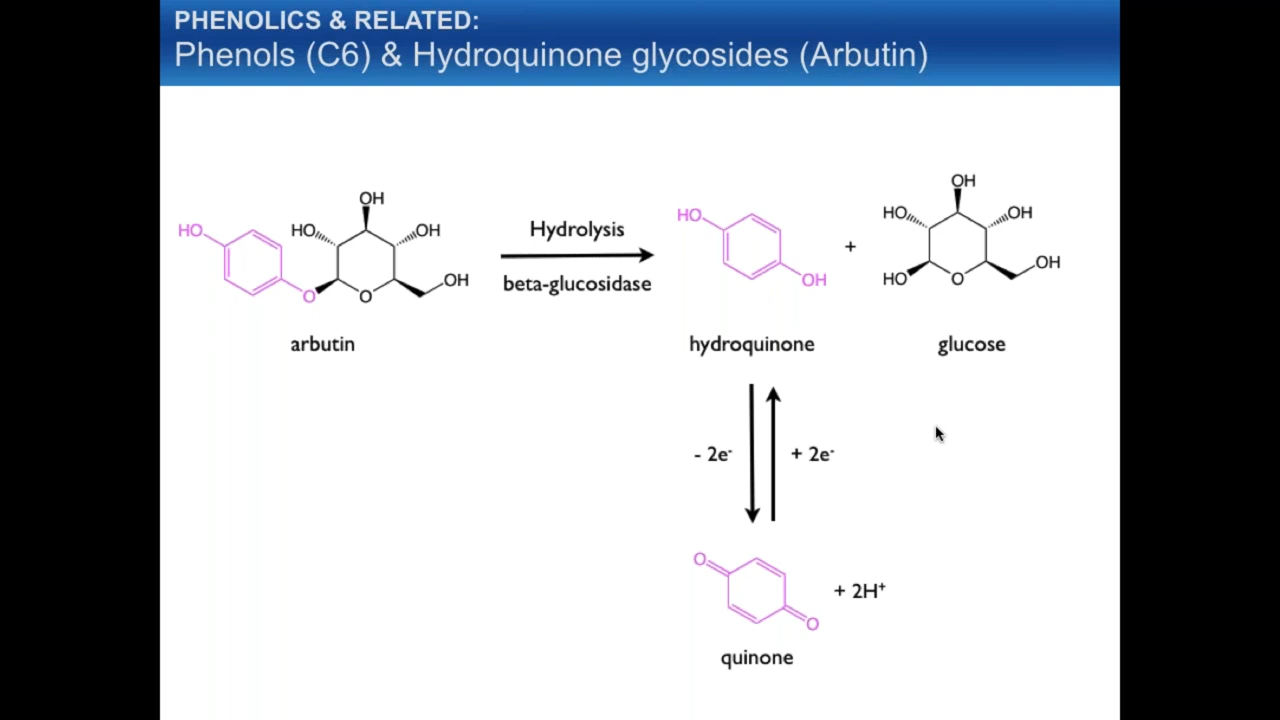 PHENOLICS & RELATED:
Phenols (C6) & Hydroquinone glycosides (Arbutin)
HO
HO
OH
OH
OH
O
O
arbutin
Hydrolysis
beta-glucosidase
HO
OH
hydroquinone
+
OH
HO
OH
HO
O
OH
glucose
- 2e⁻
+ 2e⁻
O
O
+ 2H⁺
quinone